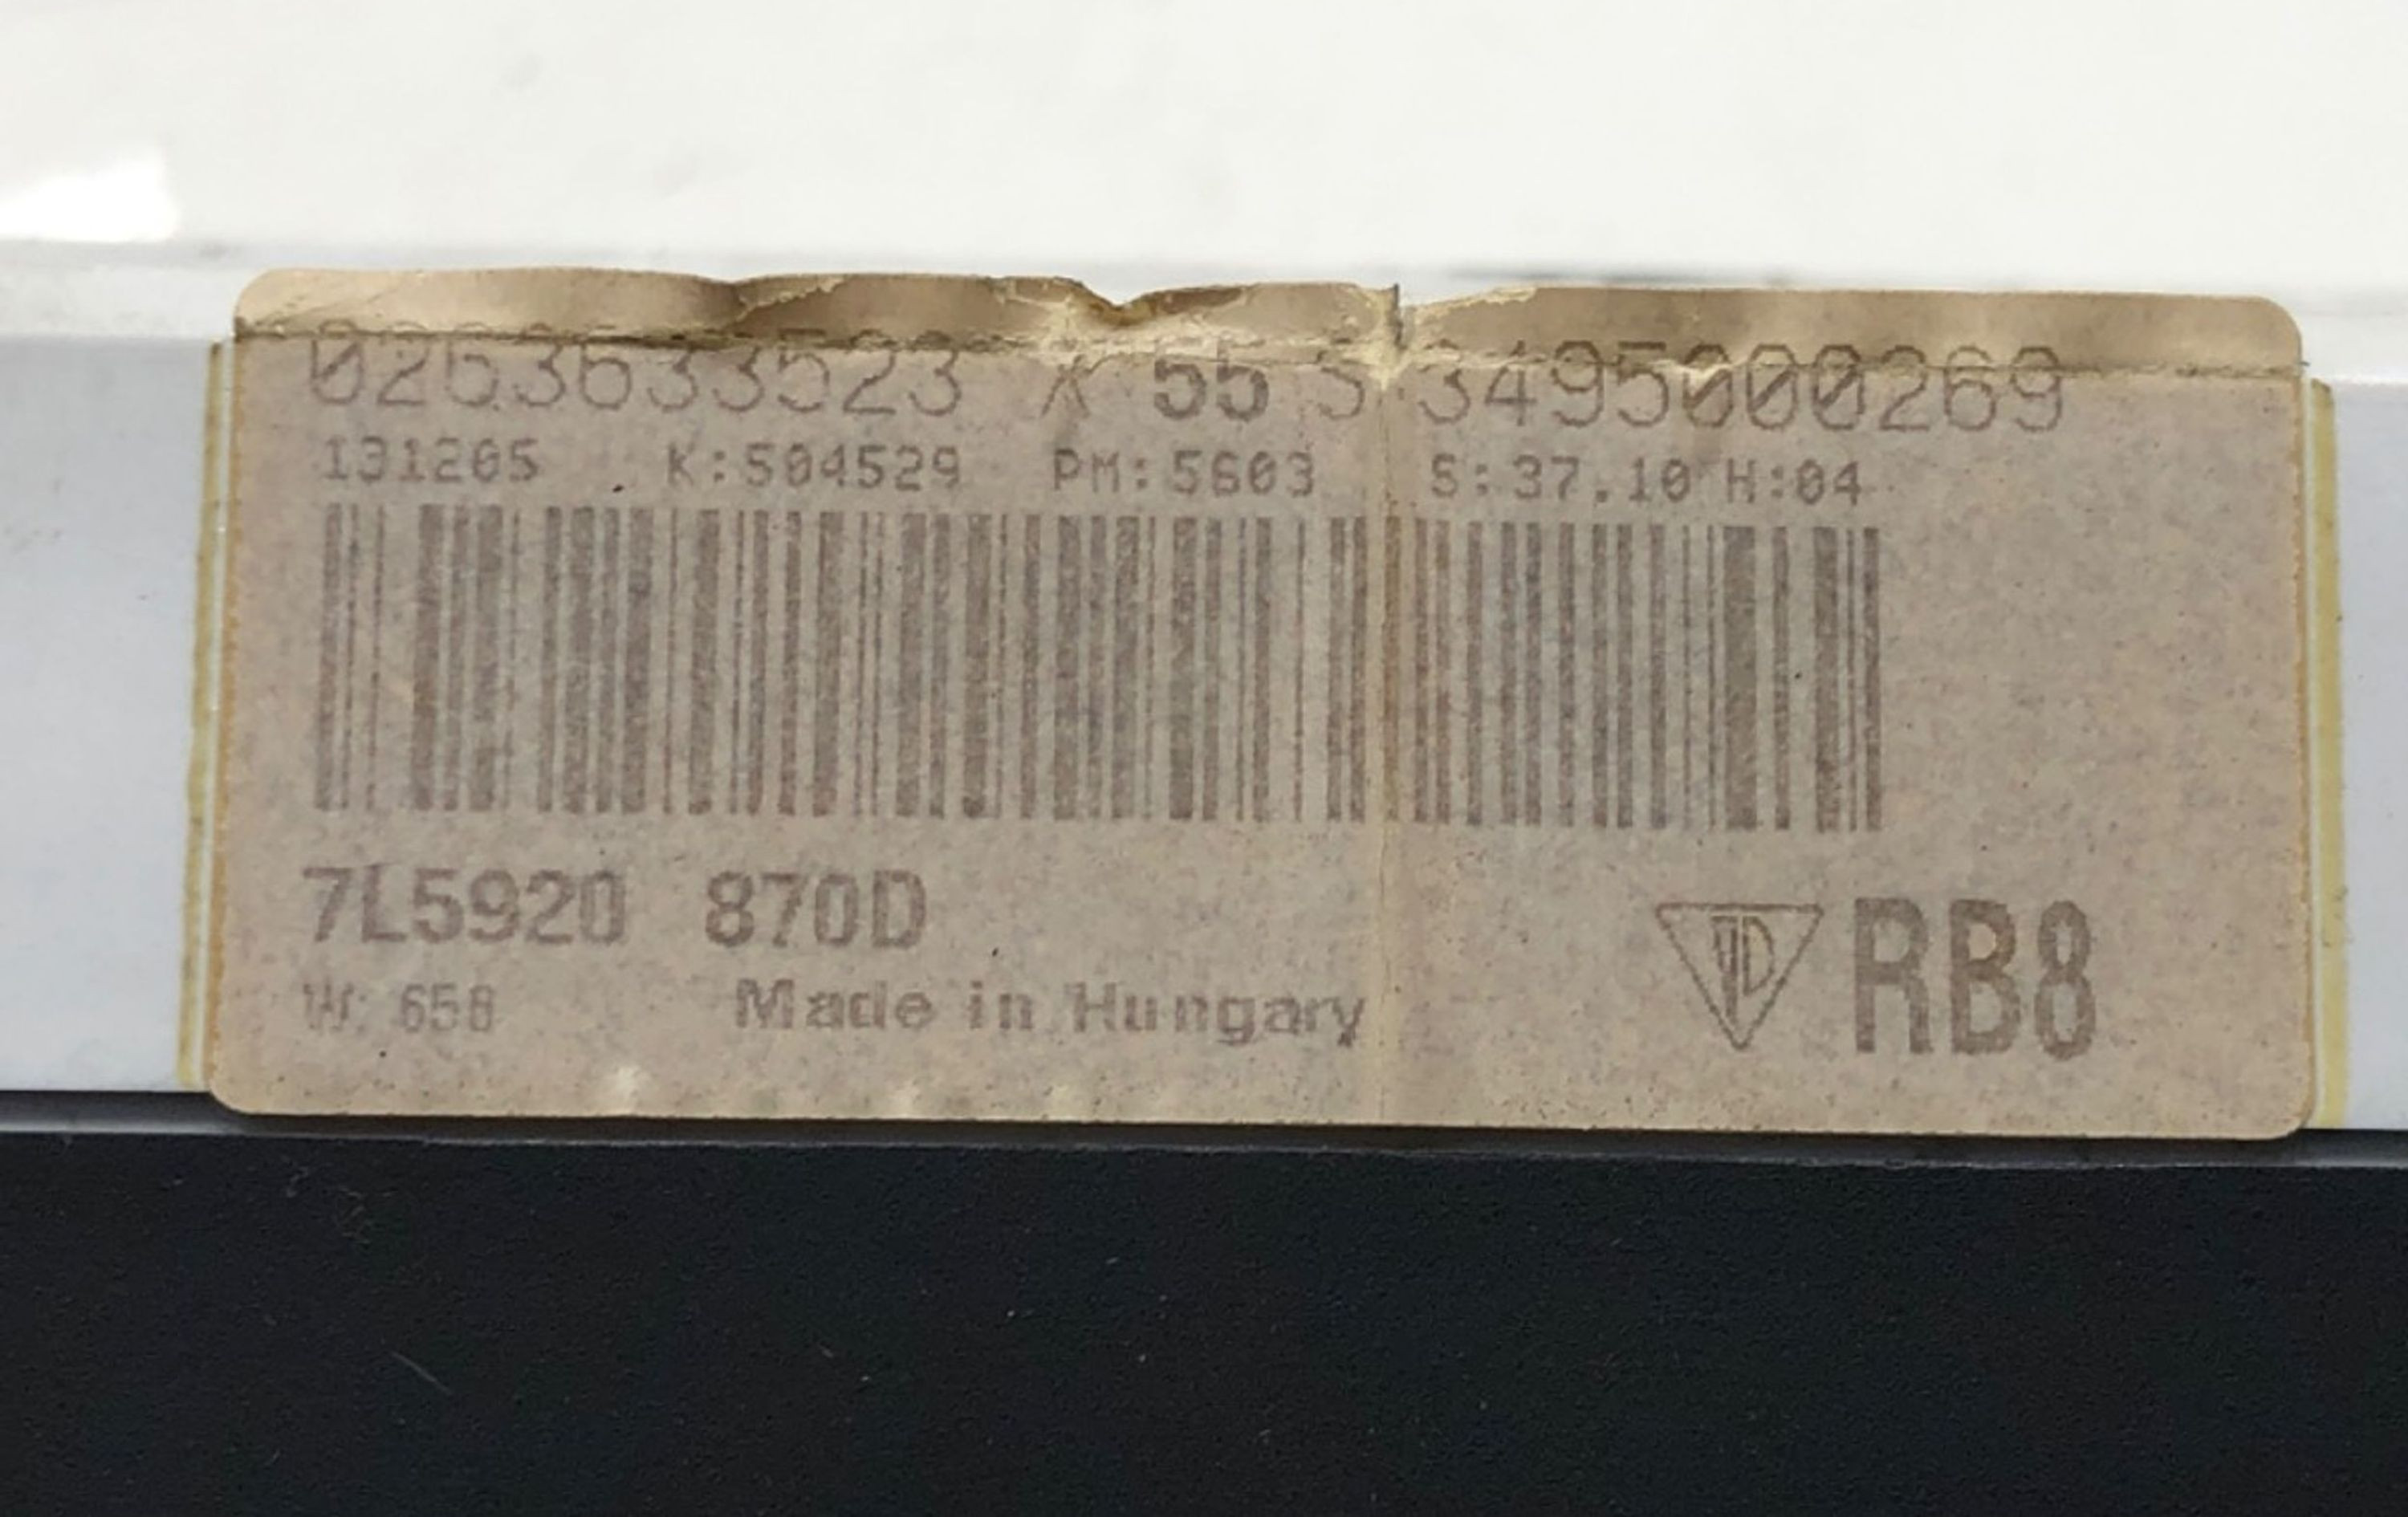 0263633523 X 55 S 3495000269
131205 K:504529 PM:5603 S:37.10 H:04
7L5920 870D
W: 658 Made in Hungary
RB8